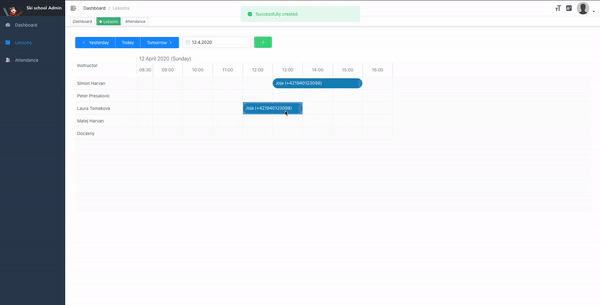 Ski school Admin
Dashboard / Lessons
Successfully created
Dashboard
Lessons
Attendance
Dashboard
Lessons
Attendance
Yesterday
Today
Tomorrow
12.4.2020
+
Instructor
12 April 2020 (Sunday)
08:30 09:00 10:00 11:00 12:00 13:00 14:00 15:00 16:00
Simon Harvan
Joja (+421940123099)
Peter Presalovic
Laura Tomekova
Joja (+421940123099)
Matej Harvan
Docasny